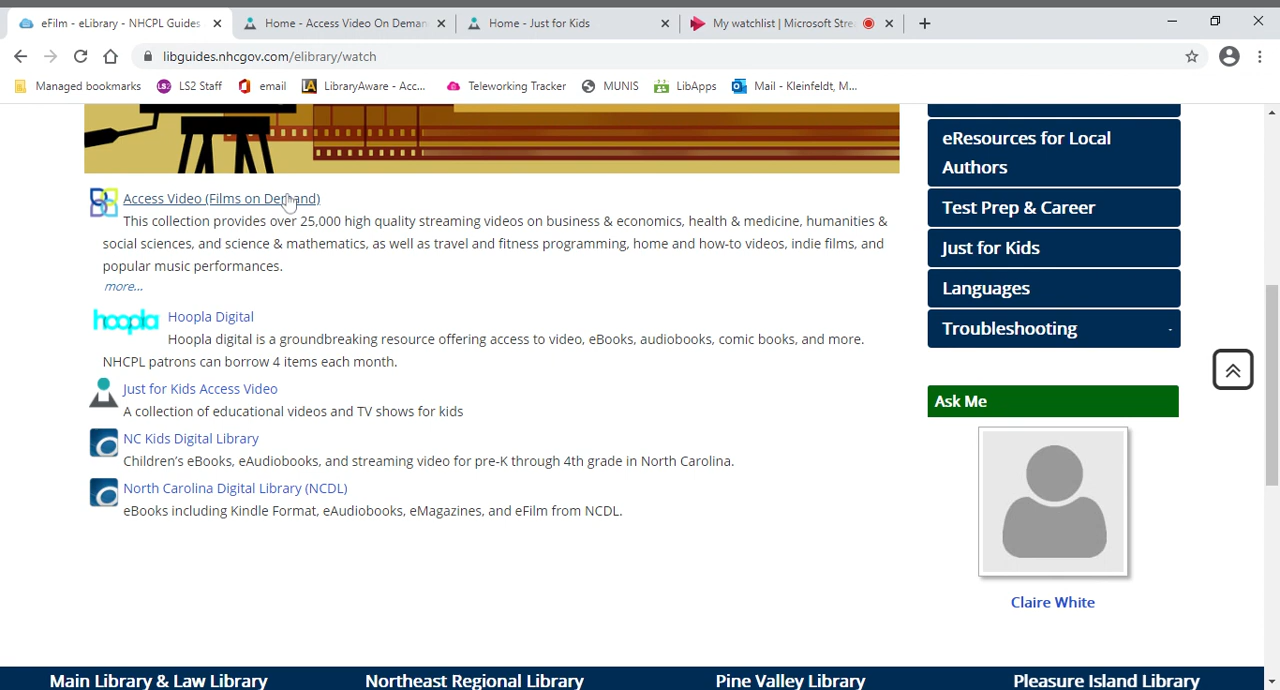 eFilm - eLibrary - NHCPL Guides
Home - Access Video On Deman
Home - Just for Kids
My watchlist | Microsoft Stre
libguides.nhcgov.com/elibrary/watch
Managed bookmarks
LS2 Staff
email
LibraryAware - Acc...
Teleworking Tracker
MUNIS
LibApps
Mail - Kleinfeldt, M...
Access Video (Films on Demand)
This collection provides over 25,000 high quality streaming videos on business & economics, health & medicine, humanities &
social sciences, and science & mathematics, as well as travel and fitness programming, home and how-to videos, indie films, and
popular music performances.
more...
hoopla
Hoopla Digital
Hoopla digital is a groundbreaking resource offering access to video, eBooks, audiobooks, comic books, and more.
NHCPL patrons can borrow 4 items each month.
Just for Kids Access Video
A collection of educational videos and TV shows for kids
NC Kids Digital Library
Children's eBooks, eAudiobooks, and streaming video for pre-K through 4th grade in North Carolina.
North Carolina Digital Library (NCDL)
eBooks including Kindle Format, eAudiobooks, eMagazines, and eFilm from NCDL.
eResources for Local
Authors
Test Prep & Career
Just for Kids
Languages
Troubleshooting
Ask Me
Claire White
Main Library & Law Library
Northeast Regional Library
Pine Valley Library
Pleasure Island Library